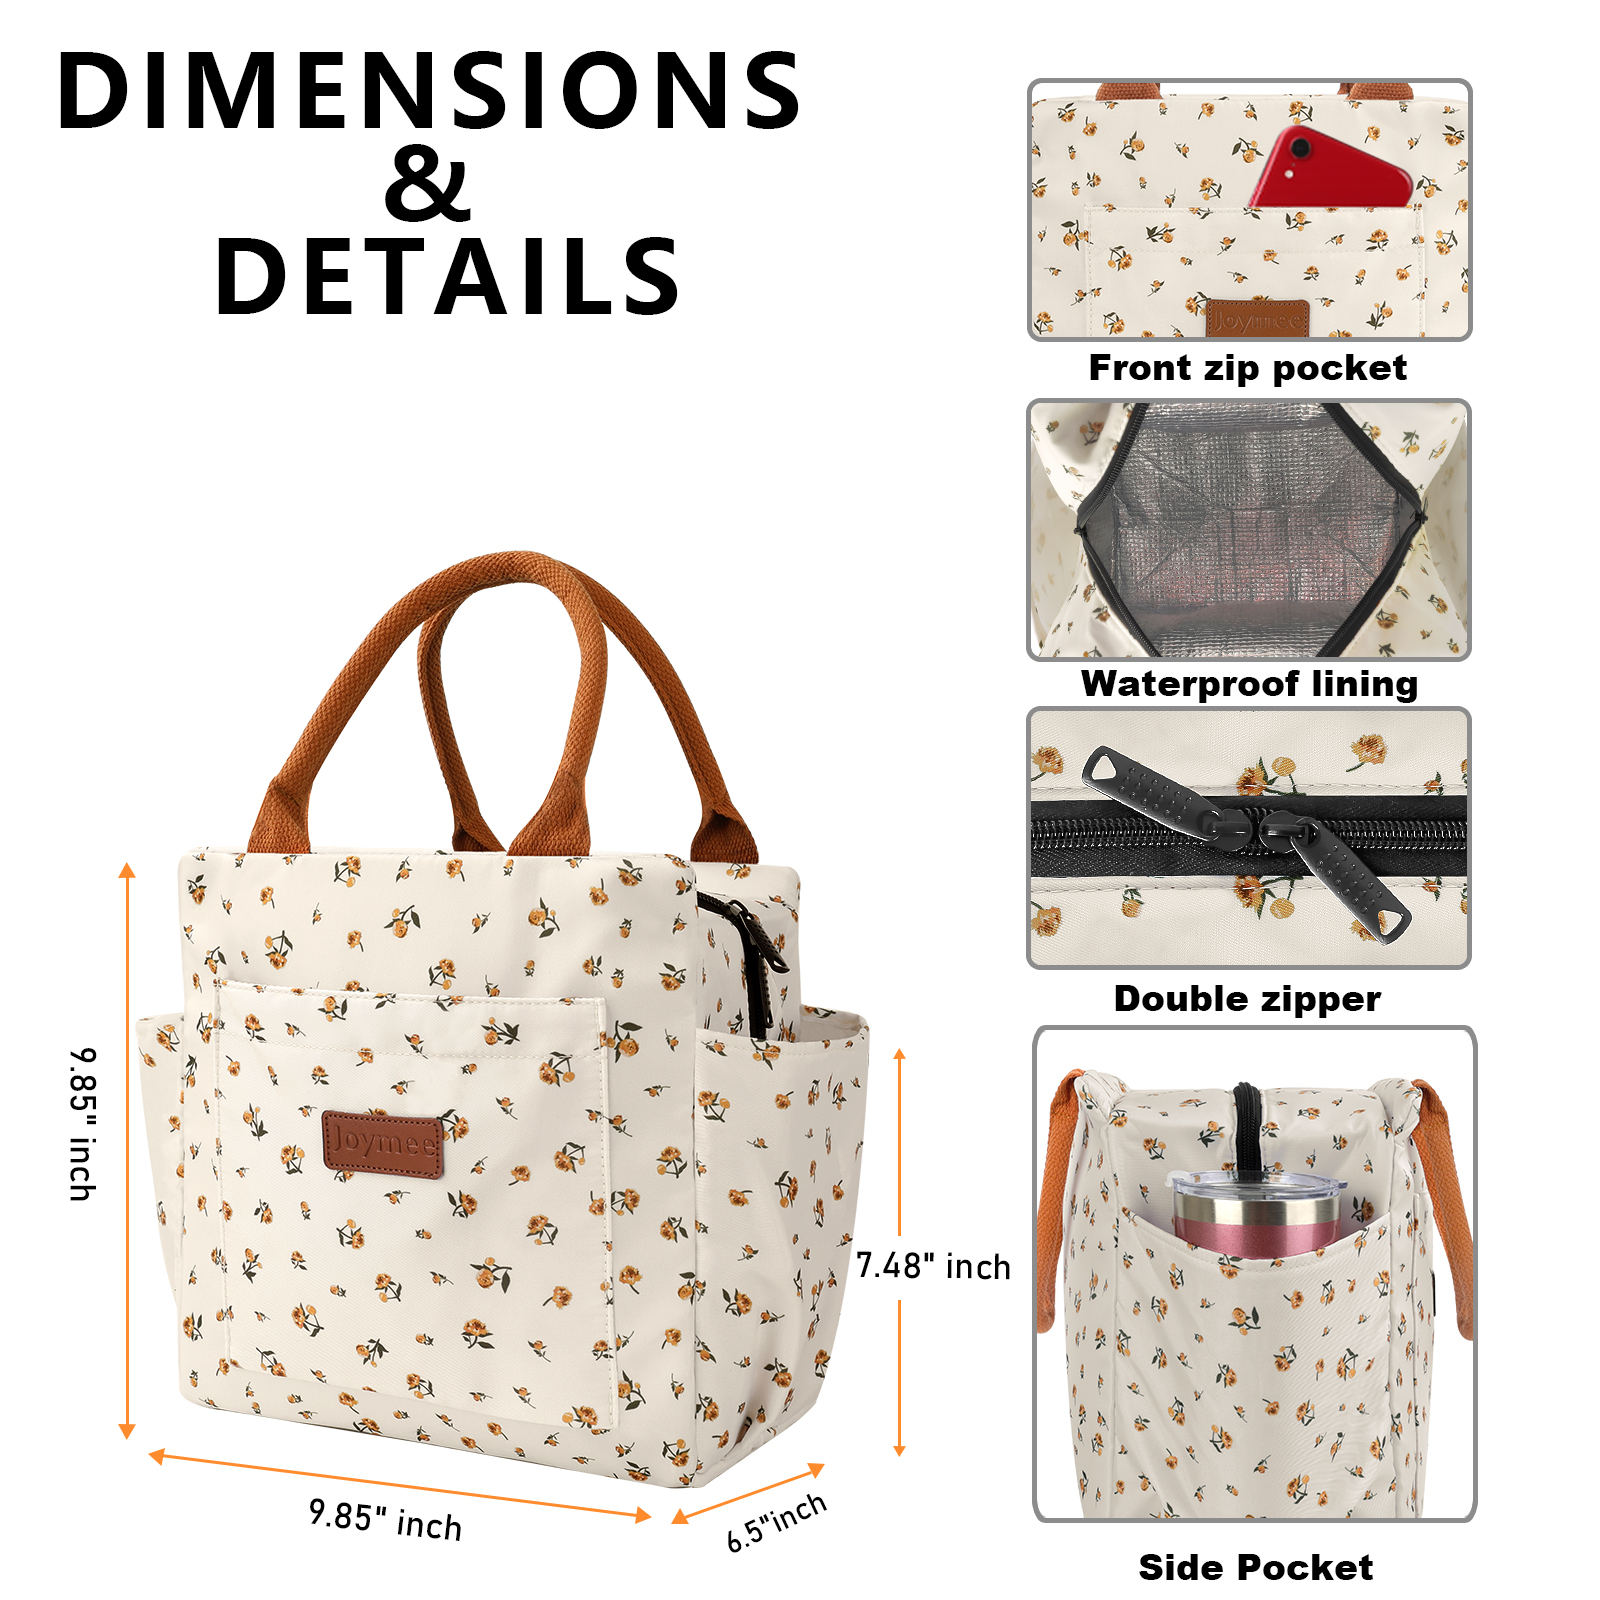 DIMENSIONS
&
DETAILS
Joymee
Front zip pocket
Waterproof lining
Double zipper
Side Pocket
Joymee
9.85" inch
9.85" inch
6.5"inch
7.48" inch